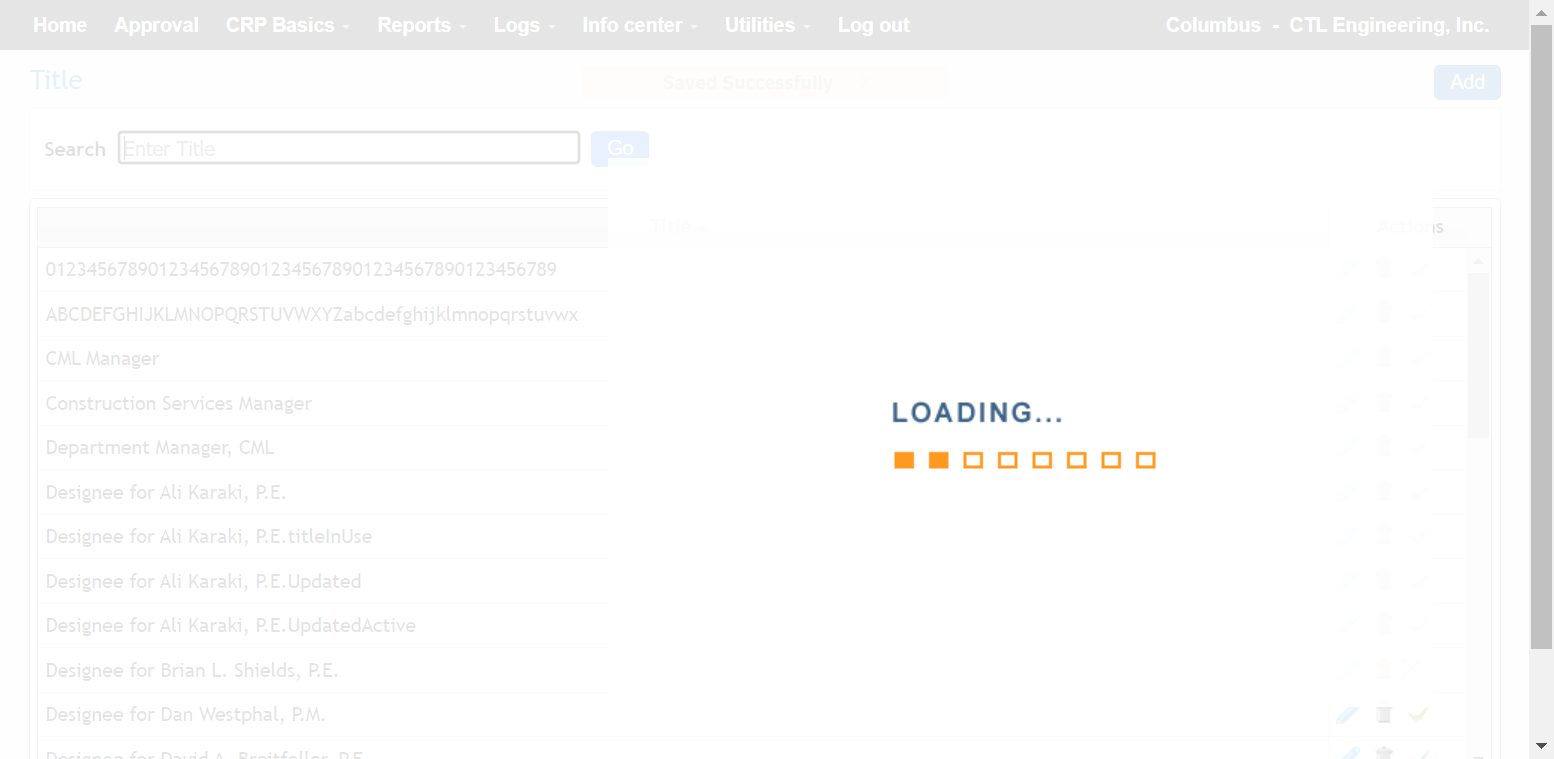 Home Approval CRP Basics Reports Logs Info center Utilities Log out Columbus - CTL Engineering, Inc.
Title Saved Successfully Add
Search Enter Title Go
Title Actions
01234567890123456789012345678901234567890123456789
ABCDEFGHIJKLMNOPQRSTUVWXYZabcdefghijklmnopqrstuvwx
CML Manager
Construction Services Manager
LOADING...
Department Manager, CML
Designee for Ali Karaki, P.E.
Designee for Ali Karaki, P.E.titleInUse
Designee for Ali Karaki, P.E.Updated
Designee for Ali Karaki, P.E.UpdatedActive
Designee for Brian L. Shields, P.E.
Designee for Dan Westphal, P.M.
Designee for David A. Breitfeller, P.E.